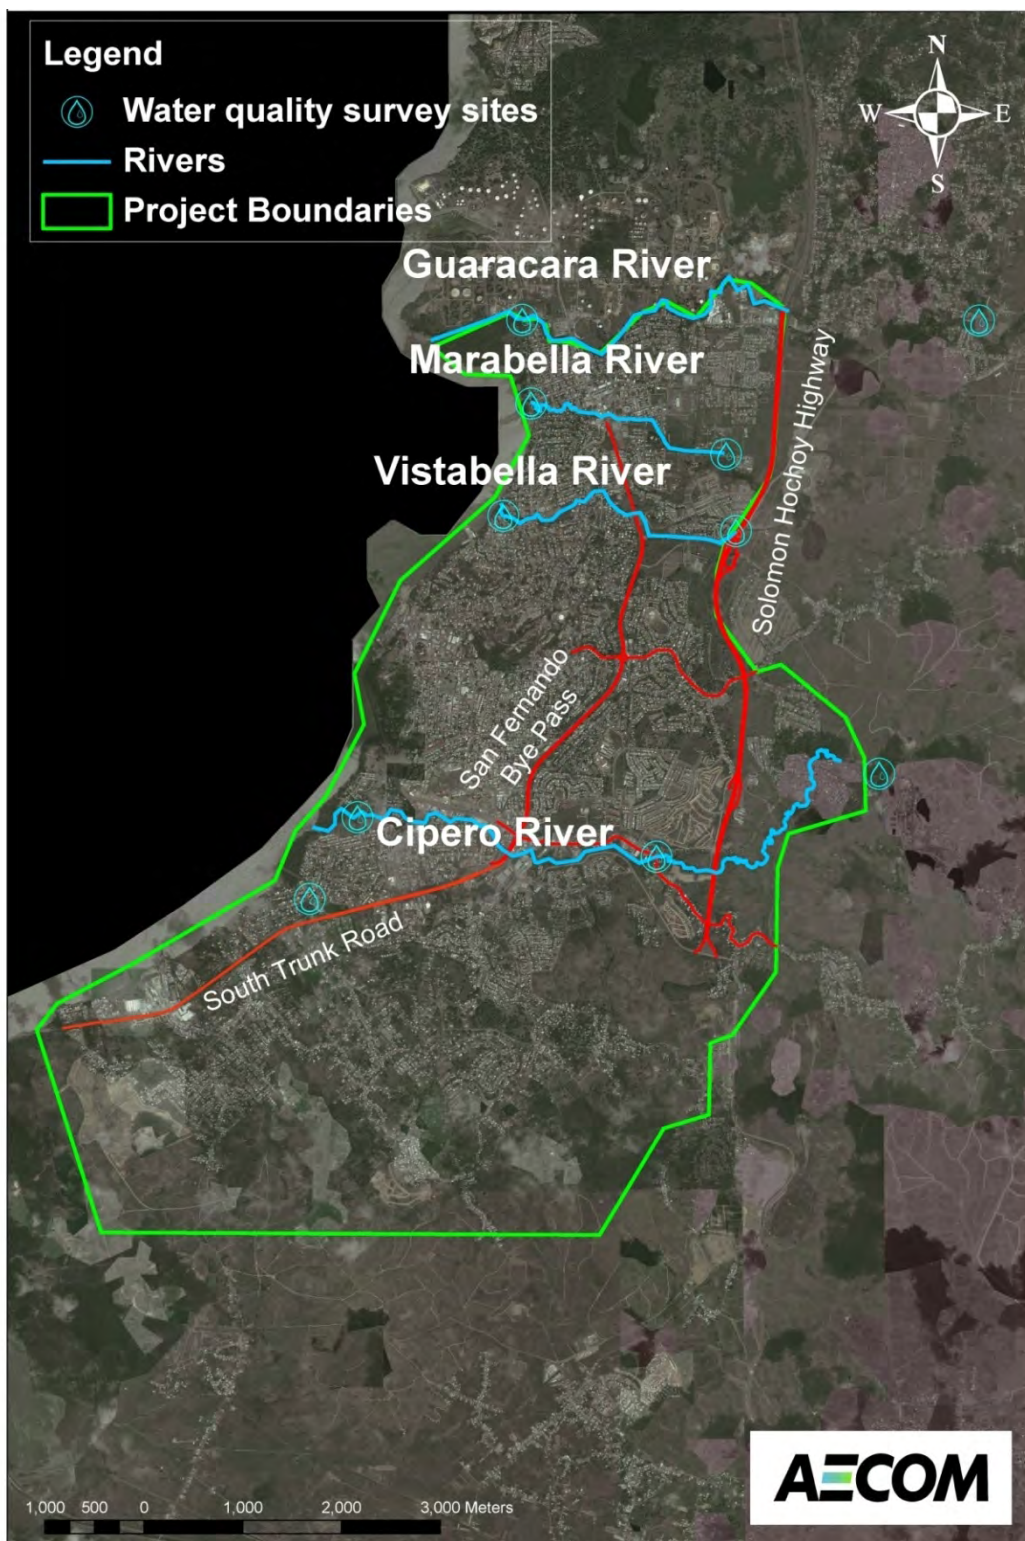 Legend
Water quality survey sites
Rivers
Project Boundaries
N
W
E
S
Guaracara River
Marabella River
Solomon Hochoy Highway
Vistabella River
San Fernando
Bye Pass
Cipero River
South Trunk Road
1,000 500 0 1,000 2,000 3,000 Meters
AECOM